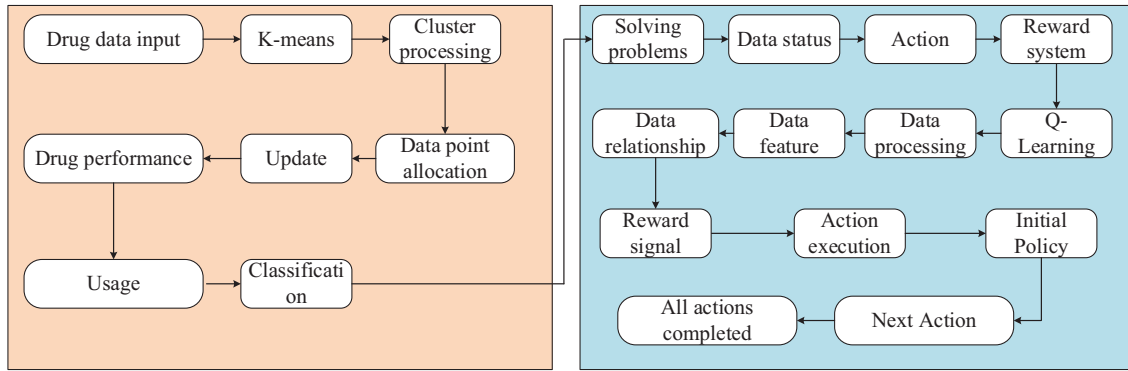 Drug data input
K-means
Cluster
processing
Data point
allocation
Update
Drug performance
Usage
Classificati
on
Solving
problems
Data status
Action
Reward
system
Q-
Learning
Data
processing
Data
feature
Data
relationship
Reward
signal
Action
execution
Initial
Policy
Next Action
All actions
completed